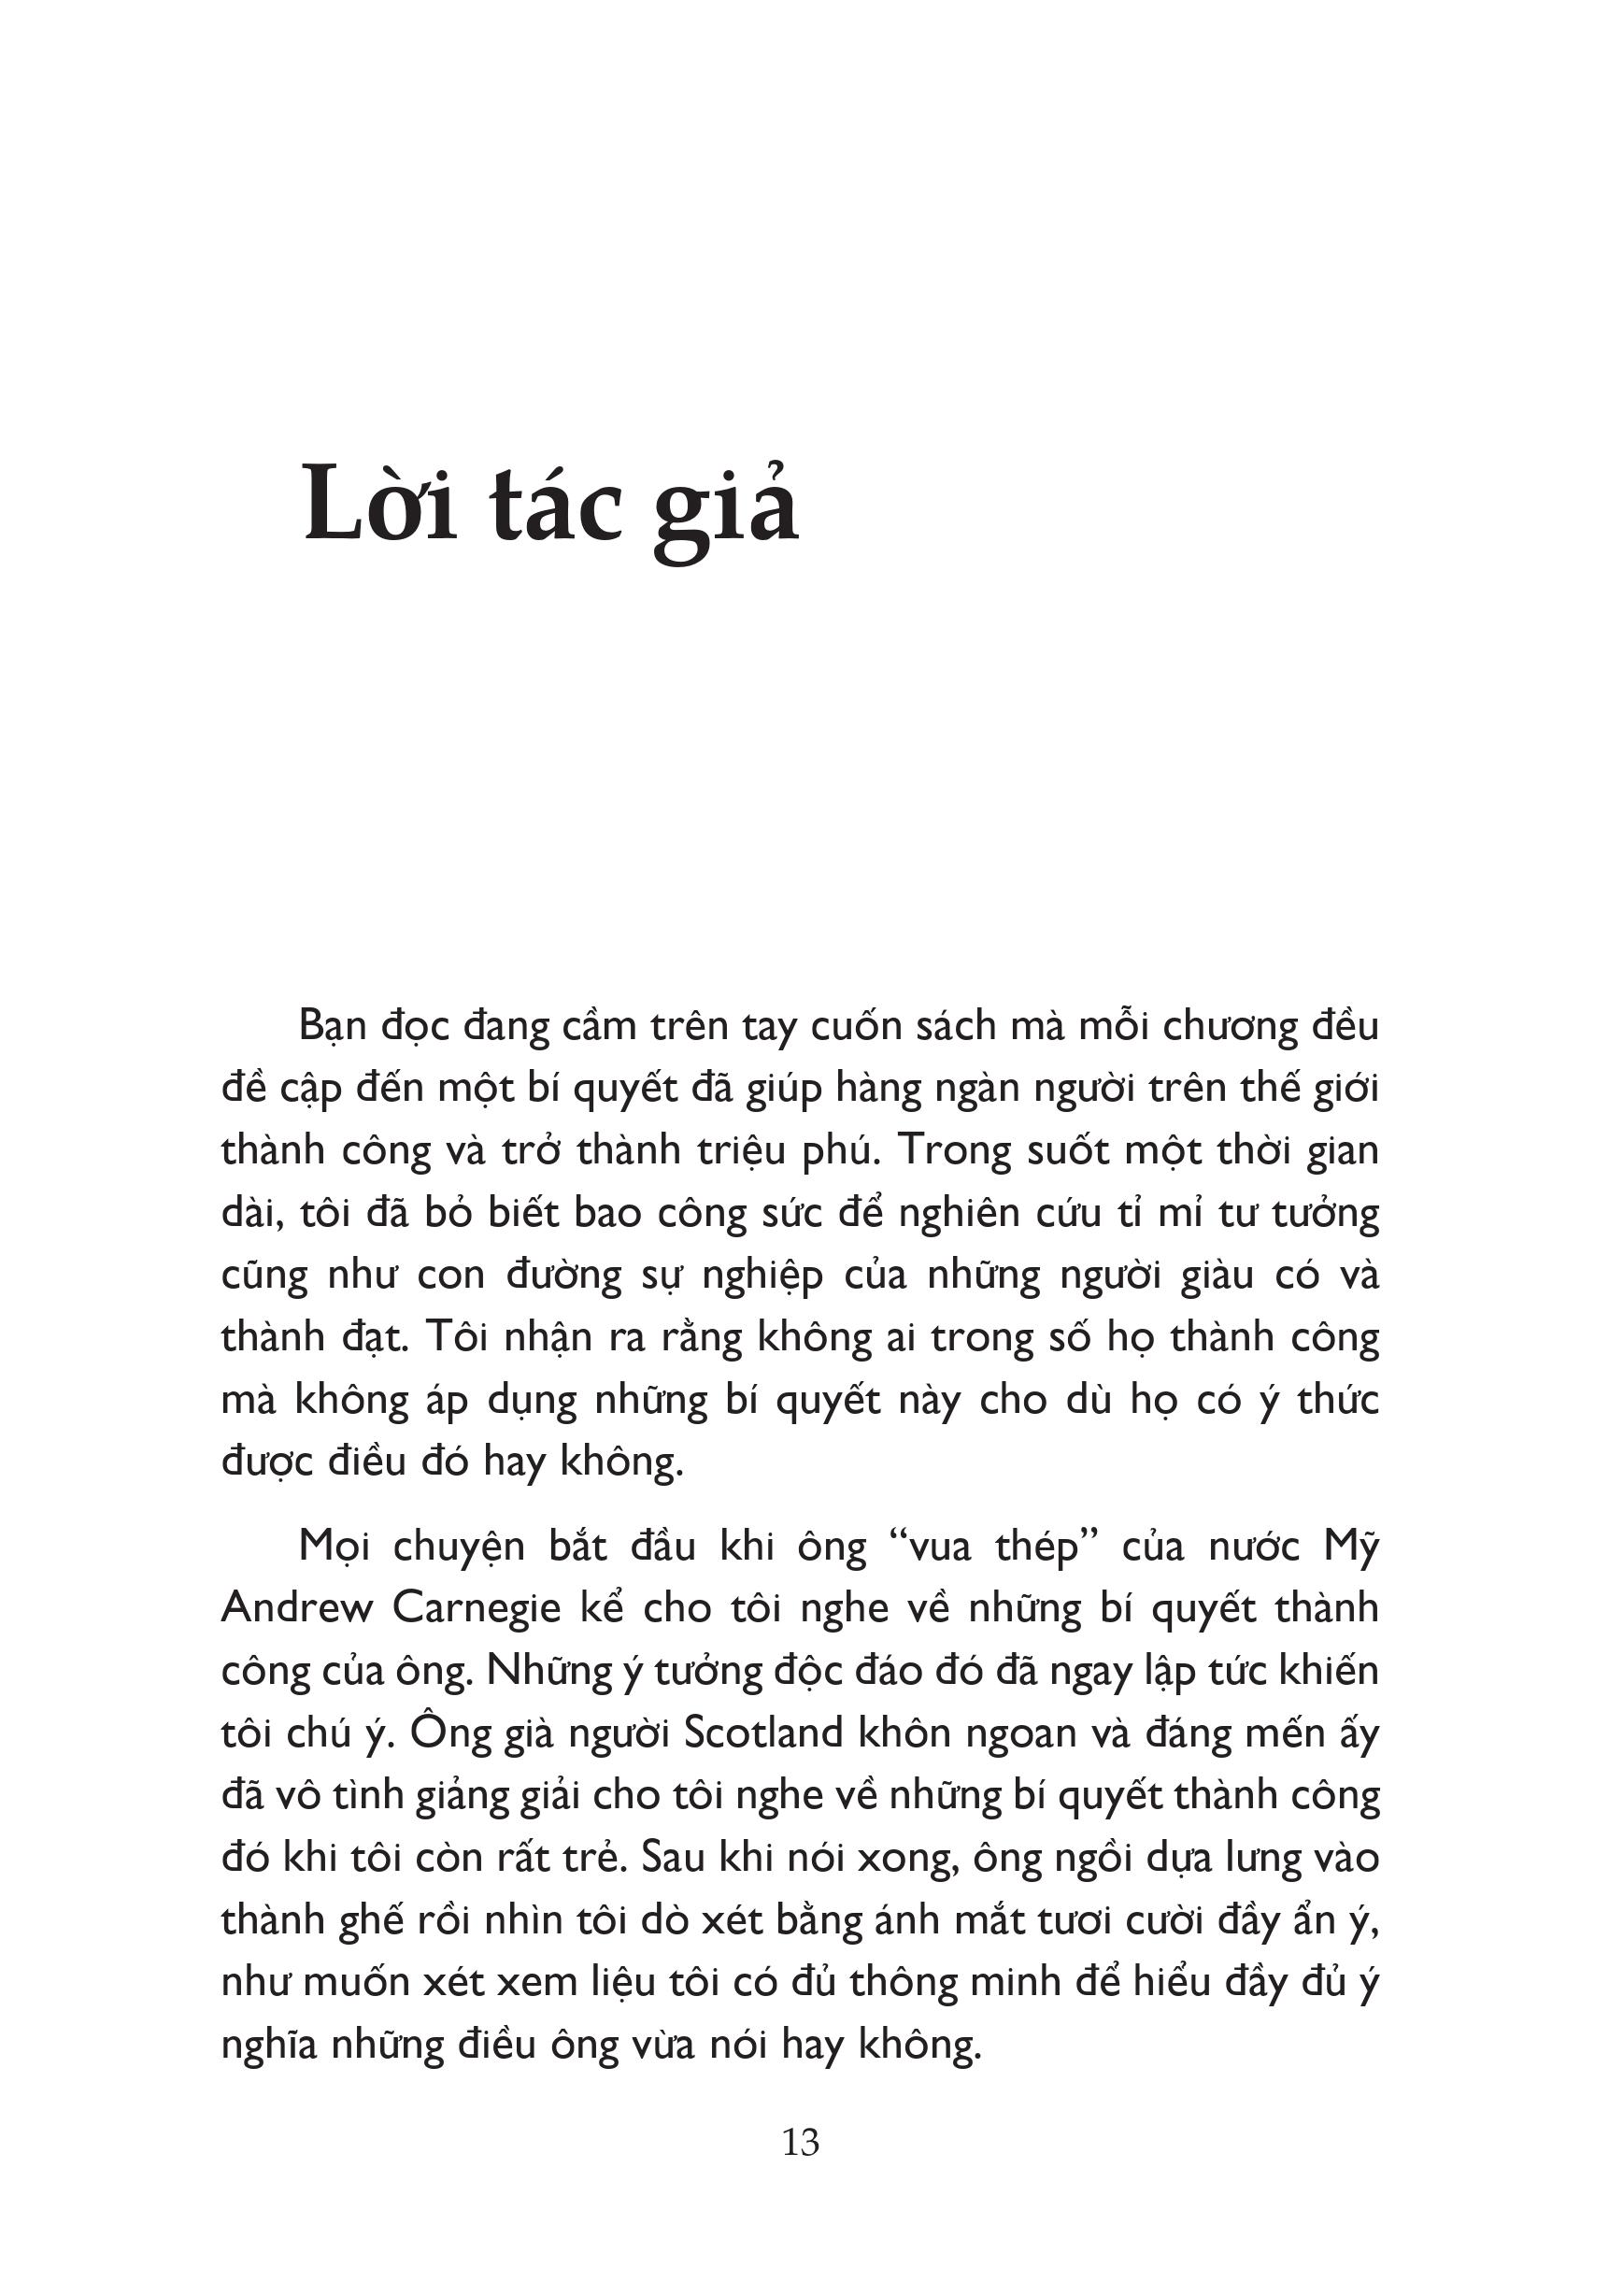 Lời tác giả
Bạn đọc đang cầm trên tay cuốn sách mà mỗi chương đều
đề cập đến một bí quyết đã giúp hàng ngàn người trên thế giới
thành công và trở thành triệu phú. Trong suốt một thời gian
dài, tôi đã bỏ biết bao công sức để nghiên cứu tỉ mỉ tư tưởng
cũng như con đường sự nghiệp của những người giàu có và
thành đạt. Tôi nhận ra rằng không ai trong số họ thành công
mà không áp dụng những bí quyết này cho dù họ có ý thức
được điều đó hay không.
Mọi chuyện bắt đầu khi ông “vua thép” của nước Mỹ
Andrew Carnegie kể cho tôi nghe về những bí quyết thành
công của ông. Những ý tưởng độc đáo đó đã ngay lập tức khiến
tôi chú ý. Ông già người Scotland khôn ngoan và đáng mến ấy
đã vô tình giảng giải cho tôi nghe về những bí quyết thành công
đó khi tôi còn rất trẻ. Sau khi nói xong, ông ngồi dựa lưng vào
thành ghế rồi nhìn tôi dò xét bằng ánh mắt tươi cười đầy ẩn ý,
như muốn xét xem liệu tôi có đủ thông minh để hiểu đầy đủ ý
nghĩa những điều ông vừa nói hay không.
13